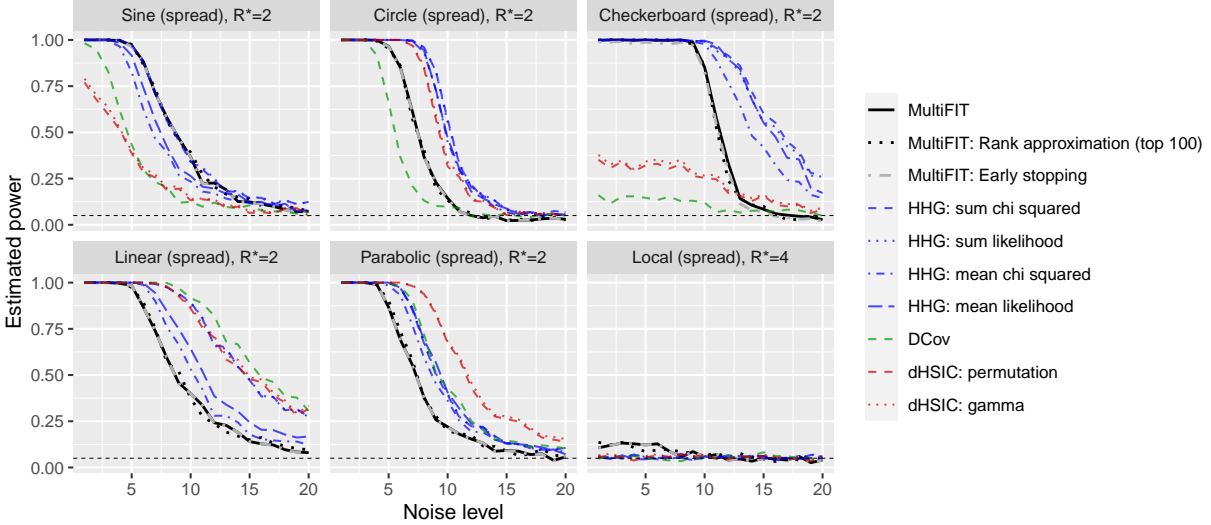 Sine (spread), R*=2
Circle (spread), R*=2
Checkerboard (spread), R*=2
1.00
0.75
0.50
0.25
0.00
Linear (spread), R*=2
Parabolic (spread), R*=2
Local (spread), R*=4
1.00
0.75
0.50
0.25
0.00
5 10 15 20
5 10 15 20
5 10 15 20
Noise level
Estimated power
MultiFIT
MultiFIT: Rank approximation (top 100)
MultiFIT: Early stopping
HHG: sum chi squared
HHG: sum likelihood
HHG: mean chi squared
HHG: mean likelihood
DCov
dHSIC: permutation
dHSIC: gamma